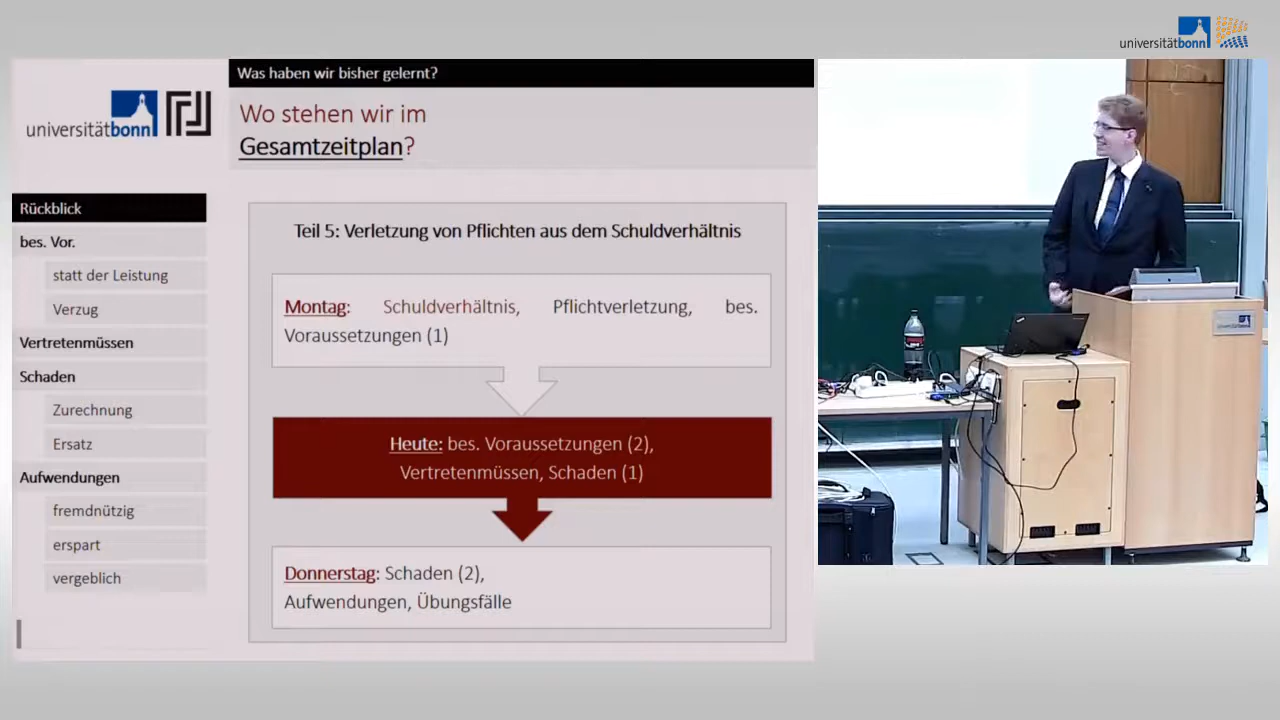 universitätbonn
Was haben wir bisher gelernt?
universitätbonn
Wo stehen wir im
Gesamtzeitplan?
Rückblick
bes. Vor.
statt der Leistung
Verzug
Vertretenmüssen
Schaden
Zurechnung
Ersatz
Aufwendungen
fremdnützig
erspart
vergeblich
Teil 5: Verletzung von Pflichten aus dem Schuldverhältnis
Montag: Schuldverhältnis, Pflichtverletzung, bes.
Voraussetzungen (1)
Heute: bes. Voraussetzungen (2),
Vertretenmüssen, Schaden (1)
Donnerstag: Schaden (2),
Aufwendungen, Übungsfälle
universitätbonn